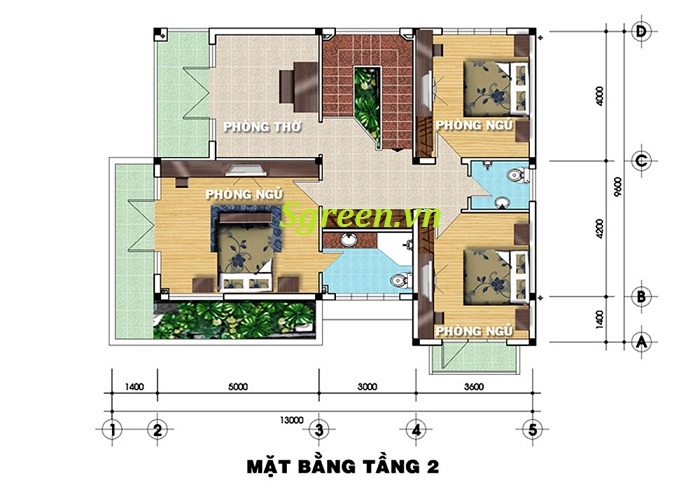 D
PHÒNG THỜ
PHÒNG NGỦ
4000
C
9600
PHÒNG NGỦ
Sgreen.vn
4200
B
PHÒNG NGỦ
1400
A
1400
5000
3000
3600
13000
1
2
3
4
5
MẶT BẰNG TẦNG 2